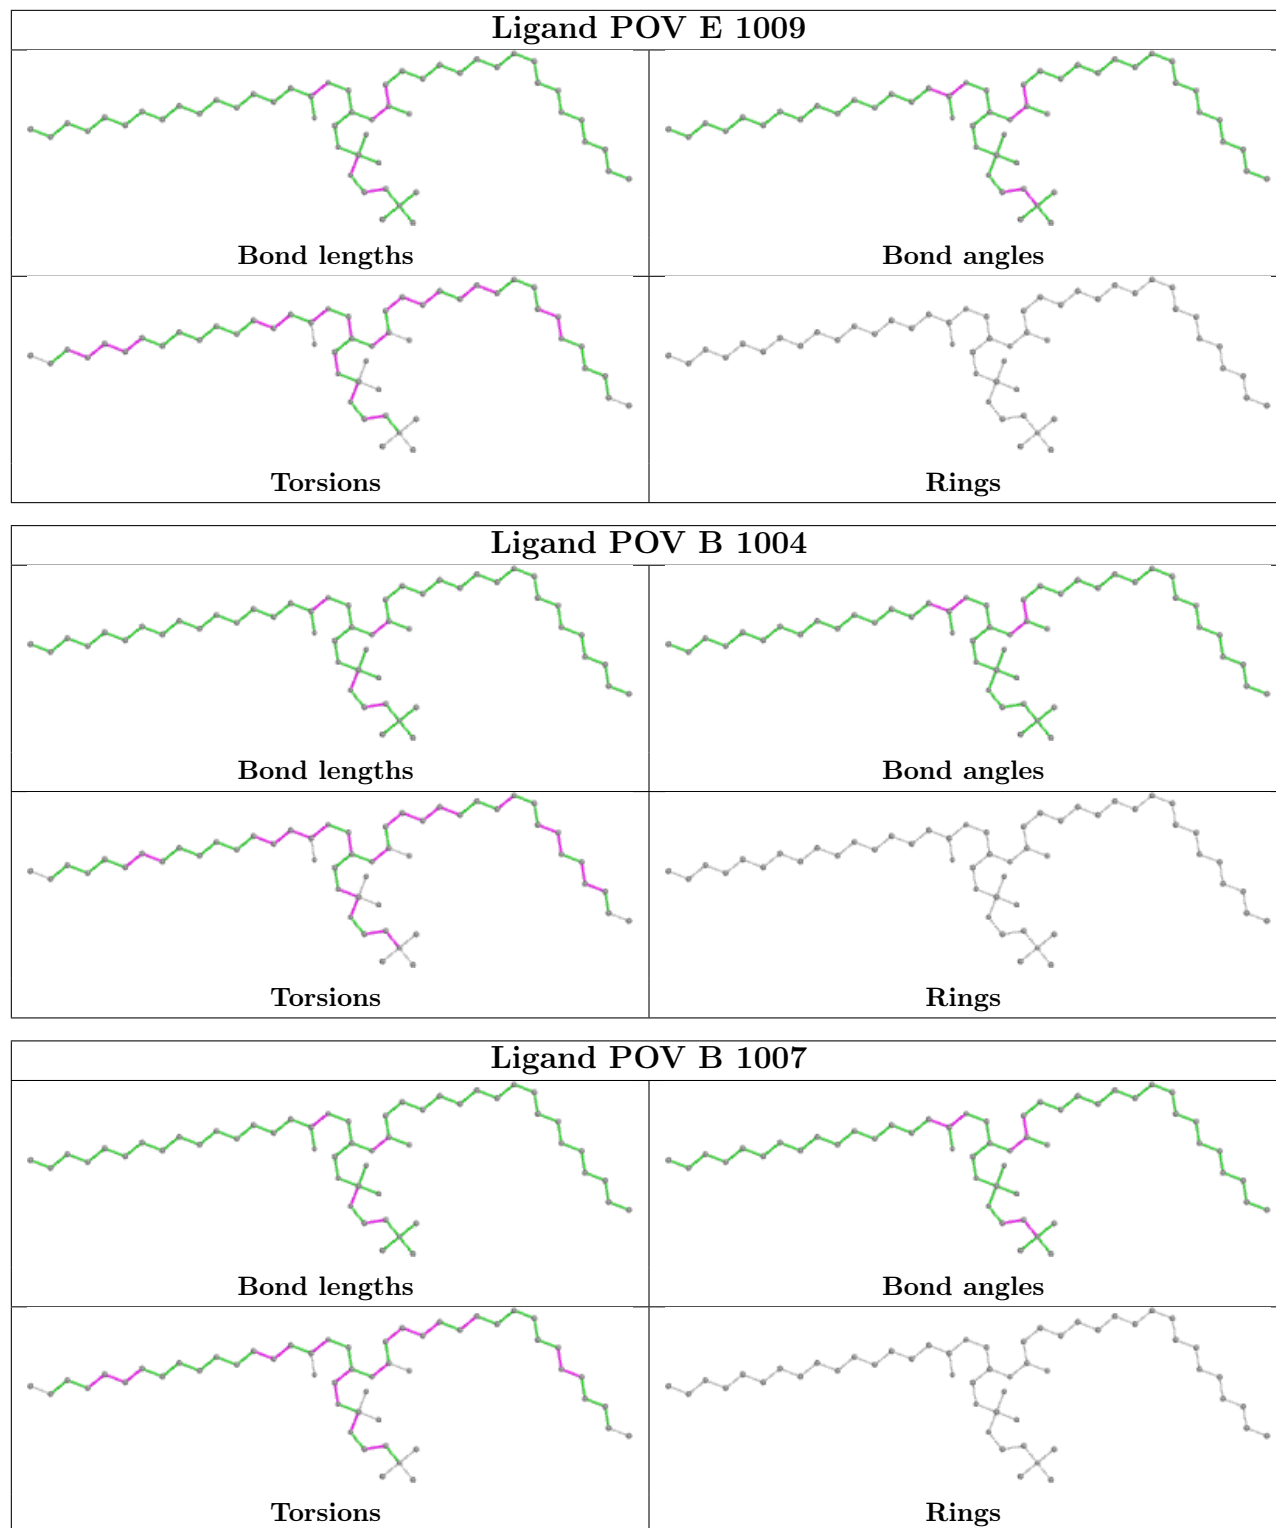 Ligand POV E 1009
Bond lengths
Bond angles
Torsions
Rings
Ligand POV B 1004
Bond lengths
Bond angles
Torsions
Rings
Ligand POV B 1007
Bond lengths
Bond angles
Torsions
Rings